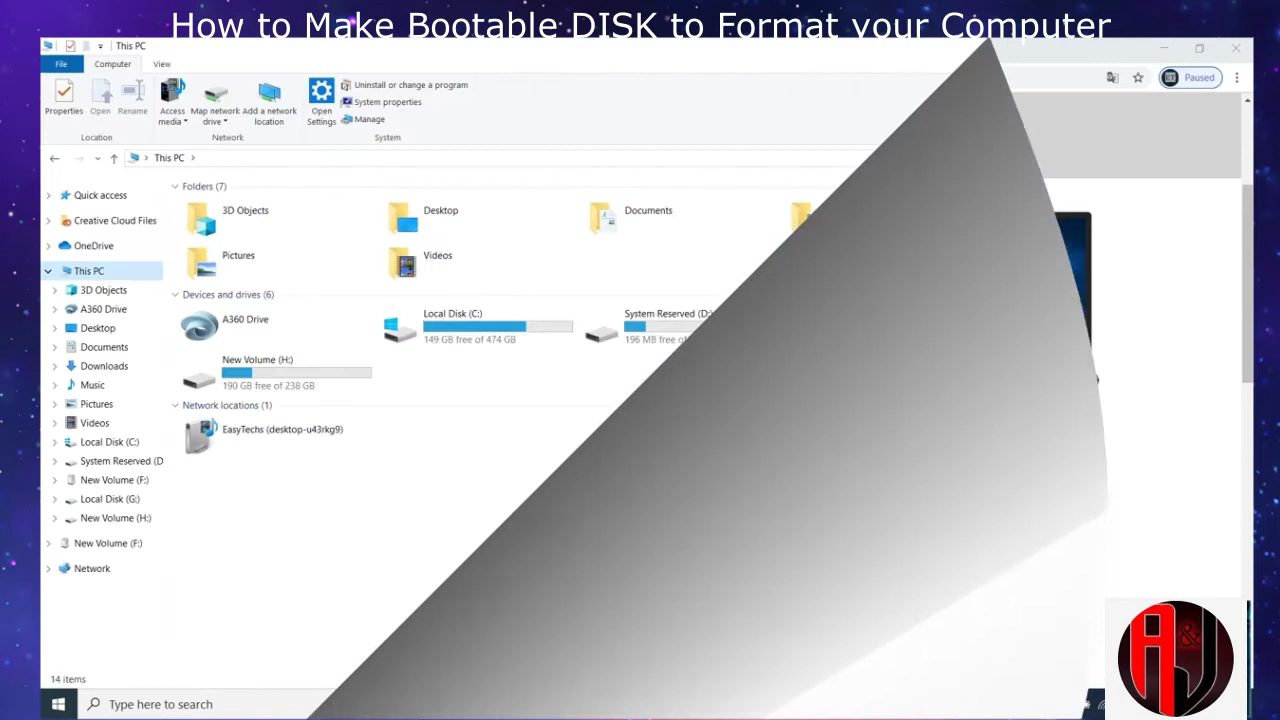 How to Make Bootable DISK to Format your Computer
This PC
File Computer View
Properties Open Rename Access media Map network drive Add a network location Open Settings
Uninstall or change a program
System properties
Manage
Location Network System
This PC
Paused
Quick access
Creative Cloud Files
OneDrive
This PC
3D Objects
A360 Drive
Desktop
Documents
Downloads
Music
Pictures
Videos
Local Disk (C:)
System Reserved (D
New Volume (F:)
Local Disk (G:)
New Volume (H:)
New Volume (F:)
Network
Folders (7)
3D Objects Desktop Documents
Pictures Videos
Devices and drives (6)
A360 Drive
Local Disk (C:)
149 GB free of 474 GB
System Reserved (D:
196 MB free of
New Volume (H:)
190 GB free of 238 GB
Network locations (1)
EasyTechs (desktop-u43rkg9)
14 items
Type here to search
A&J